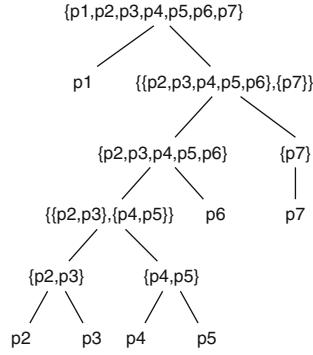 {p1,p2,p3,p4,p5,p6,p7}
p1 {{p2,p3,p4,p5,p6},{p7}}
{p2,p3,p4,p5,p6} {p7}
{{p2,p3},{p4,p5}} p6 p7
{p2,p3} {p4,p5}
p2 p3 p4 p5